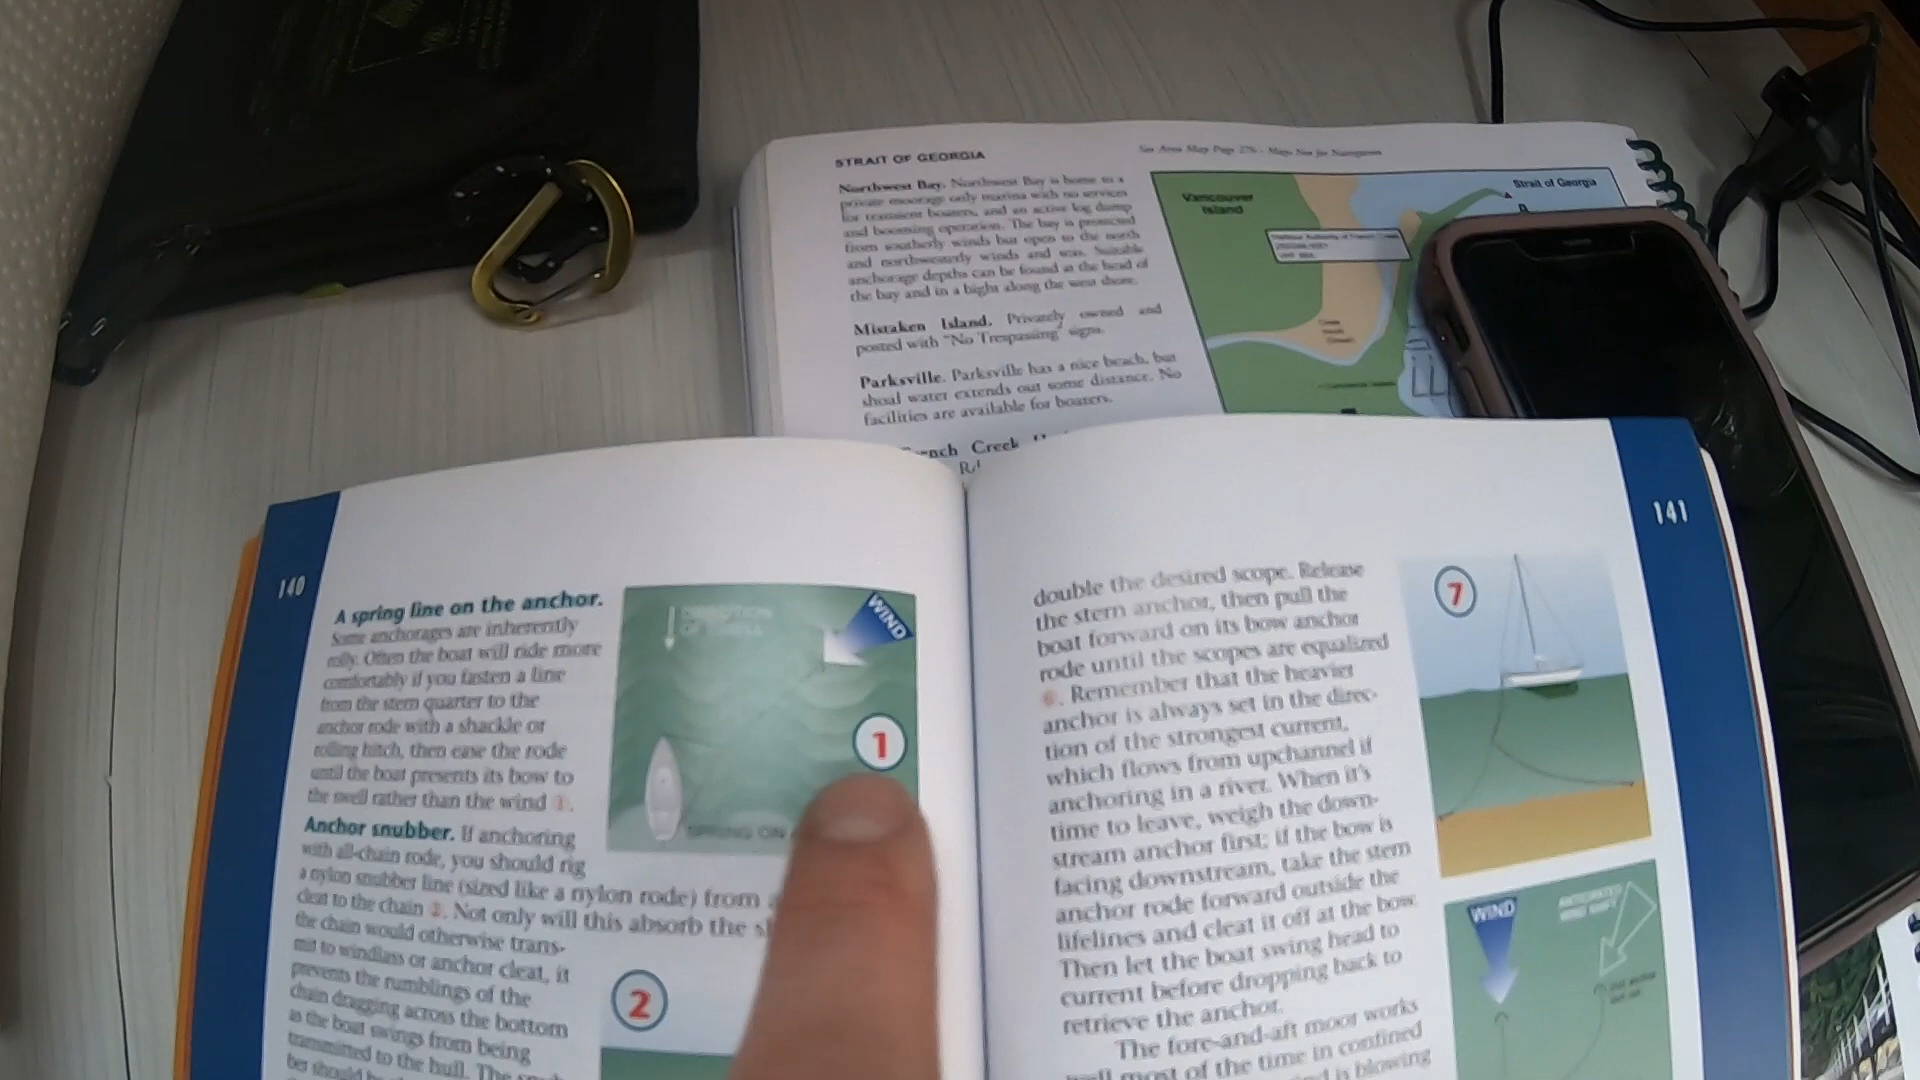 STRAIT OF GEORGIA
See Area Map Page 276 - Maps Not for Navigation
Northwest Bay. Northwest Bay is home to a
private moorage only marina with no services
for transient boaters, and an active log dump
and booming operation. The bay is protected
from southerly winds but open to the north
and northwesterly winds and seas. Suitable
anchorage depths can be found at the head of
the bay and in a bight along the west shore.
Mistaken Island. Privately owned and
posted with "No Trespassing" signs.
Parksville. Parksville has a nice beach, but
shoal water extends out some distance. No
facilities are available for boaters.
Creek
Vancouver
Island
Strait of Georgia
140
A spring line on the anchor.
Some anchorages are inherently
rolly. Often the boat will ride more
comfortably if you fasten a line
from the stern quarter to the
anchor rode with a shackle or
rolling hitch, then ease the rode
until the boat presents its bow to
the swell rather than the wind 1.
Anchor snubber. If anchoring
with all-chain rode, you should rig
a nylon snubber line (sized like a nylon rode) from
cleat to the chain 2. Not only will this absorb the
the chain would otherwise trans-
mit to windlass or anchor cleat, it
prevents the rumblings of the
chain dragging across the bottom
as the boat swings from being
transmitted to the hull. The
ber should
DIRECTION
OF SWELL
WIND
1
SPRING ON
2
141
double the desired scope. Release
the stern anchor, then pull the
boat forward on its bow anchor
rode until the scopes are equalized
6. Remember that the heavier
anchor is always set in the direc-
tion of the strongest current,
which flows from upchannel if
anchoring in a river. When it's
time to leave, weigh the down-
stream anchor first; if the bow is
facing downstream, take the stern
anchor rode forward outside the
lifelines and cleat it off at the bow.
Then let the boat swing head to
current before dropping back to
retrieve the anchor.
The fore-and-aft moor works
well most of the time in confined
is blowing
7
WIND
ANTICIPATED
WIND SHIFT